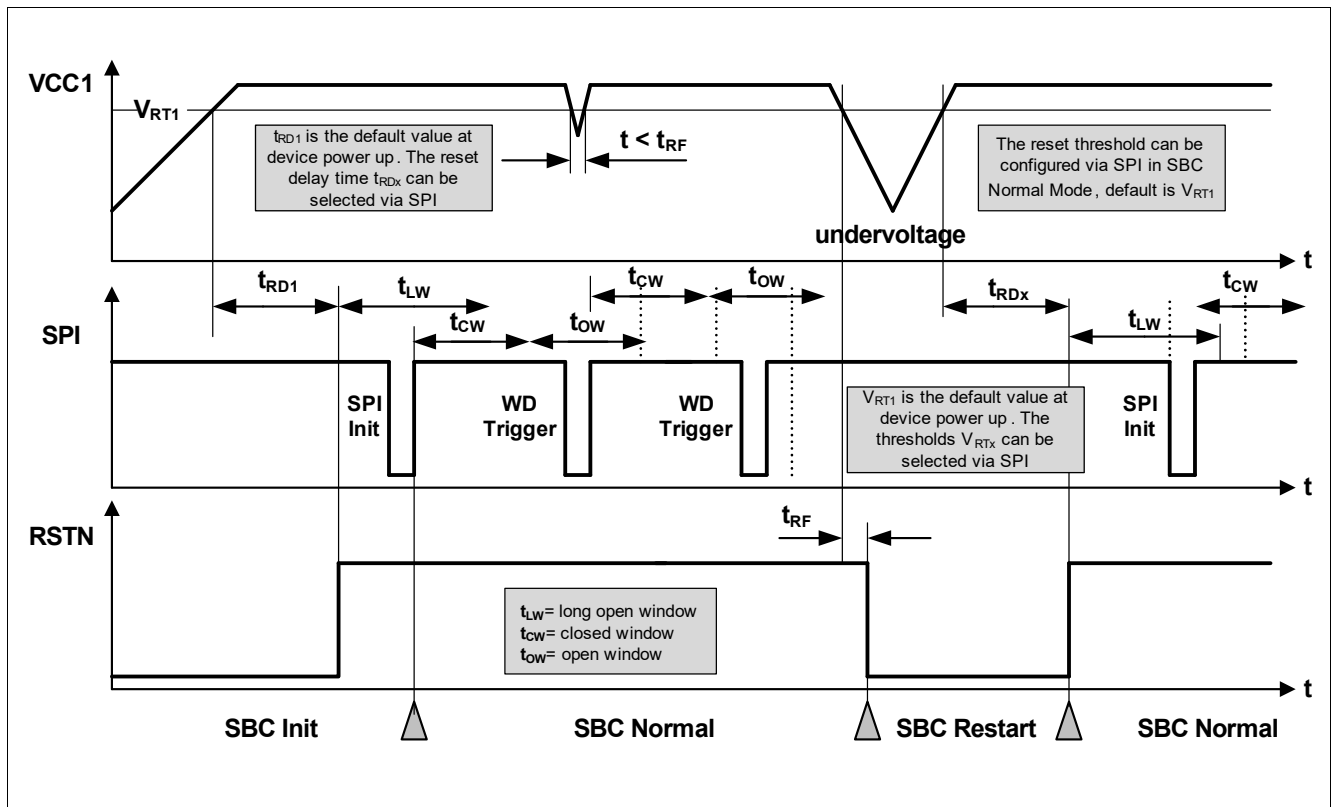 VCC1
VRT1
tRD1 is the default value at
device power up . The reset
delay time tRDx can be
selected via SPI
t < tRF
The reset threshold can be
configured via SPI in SBC
Normal Mode , default is VRT1
undervoltage
t
tRD1
tLW
tCW
tOW
tCW
tOW
tRDx
tLW
tCW
SPI
SPI
Init
WD
Trigger
WD
Trigger
VRT1 is the default value at
device power up . The
thresholds VRTx can be
selected via SPI
SPI
Init
t
RSTN
tRF
tLW= long open window
tCW= closed window
tOW= open window
t
SBC Init
SBC Normal
SBC Restart
SBC Normal